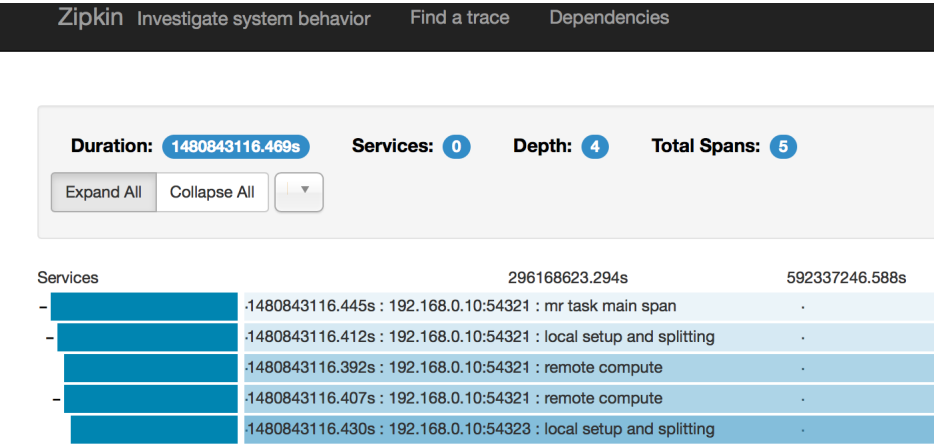 Zipkin Investigate system behavior Find a trace Dependencies
Duration: 1480843116.469s Services: 0 Depth: 4 Total Spans: 5
Expand All Collapse All
Services 296168623.294s 592337246.588s
·1480843116.445s : 192.168.0.10:54321 : mr task main span
·1480843116.412s : 192.168.0.10:54321 : local setup and splitting
·1480843116.392s : 192.168.0.10:54321 : remote compute
·1480843116.407s : 192.168.0.10:54321 : remote compute
·1480843116.430s : 192.168.0.10:54323 : local setup and splitting